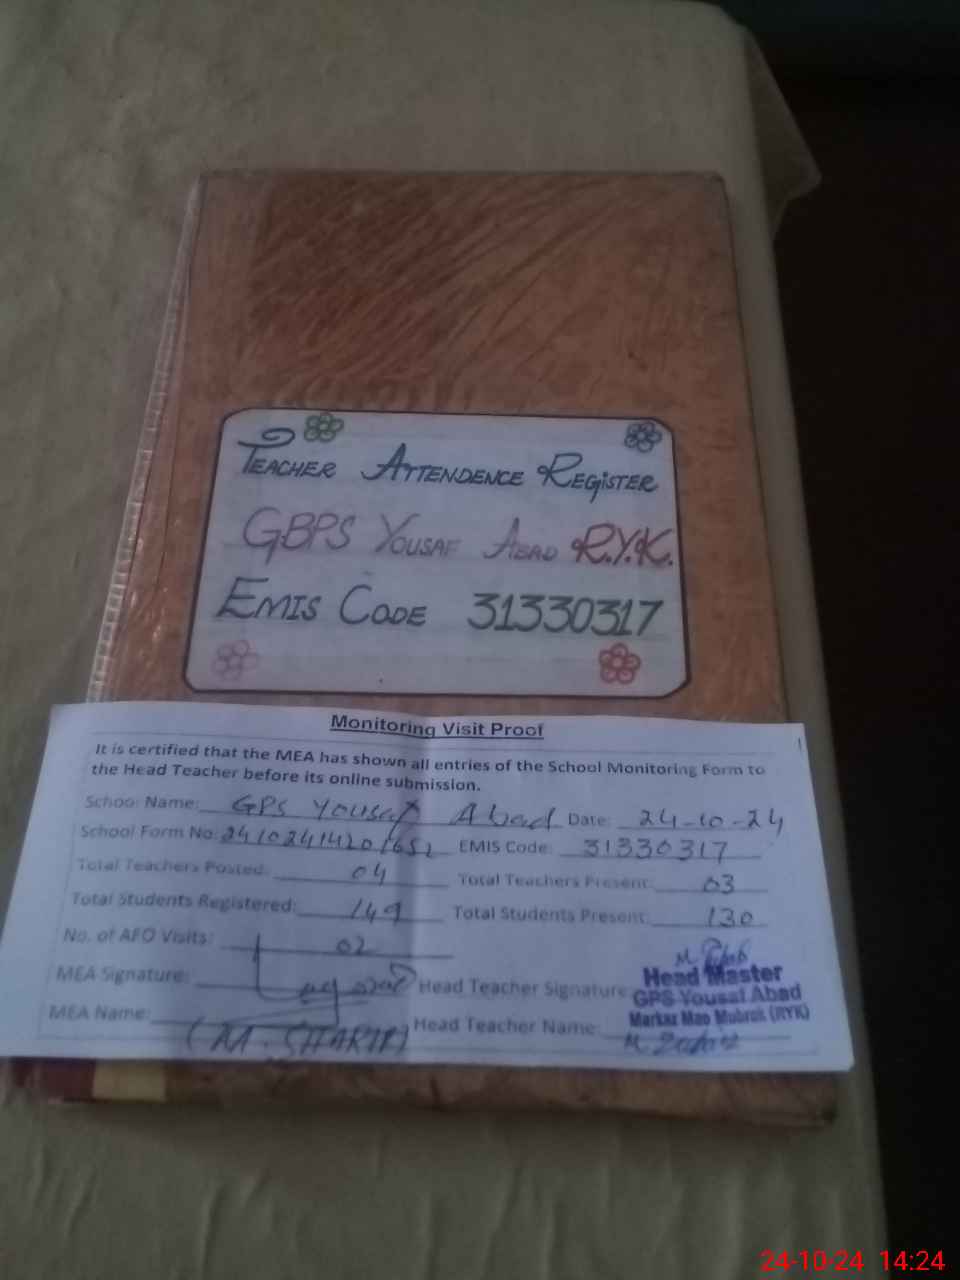 TEACHER ATTENDENCE REGISTER
GBPS YOUSAF ABAD R.Y.K.
EMIS CODE 31330317
Monitoring Visit Proof
It is certified that the MEA has shown all entries of the School Monitoring Form to
the Head Teacher before its online submission.
School Name: GPS Yousaf Abad Date: 24-10-24
School Form No: 24102414201652 EMIS Code: 31330317
Total Teachers Posted: 04 Total Teachers Present: 03
Total Students Registered: 149 Total Students Present: 130
No. of AEO Visits: 02
MEA Signature: Head Teacher Signature:
Head Master
GPS Yousaf Abad
Markaz Mao Mubrak (RYK)
MEA Name: (M. SHAKIR) Head Teacher Name:
24-10-24 14:24